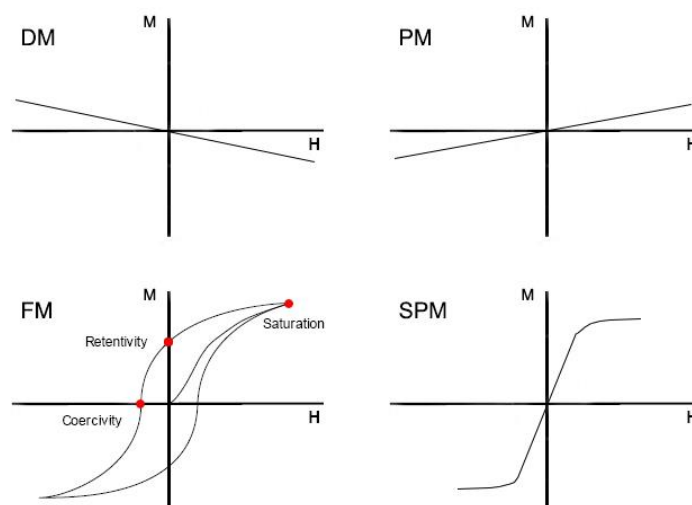 DM
M
H
PM
M
H
FM
M
Retentivity
Saturation
Coercivity
H
SPM
M
H